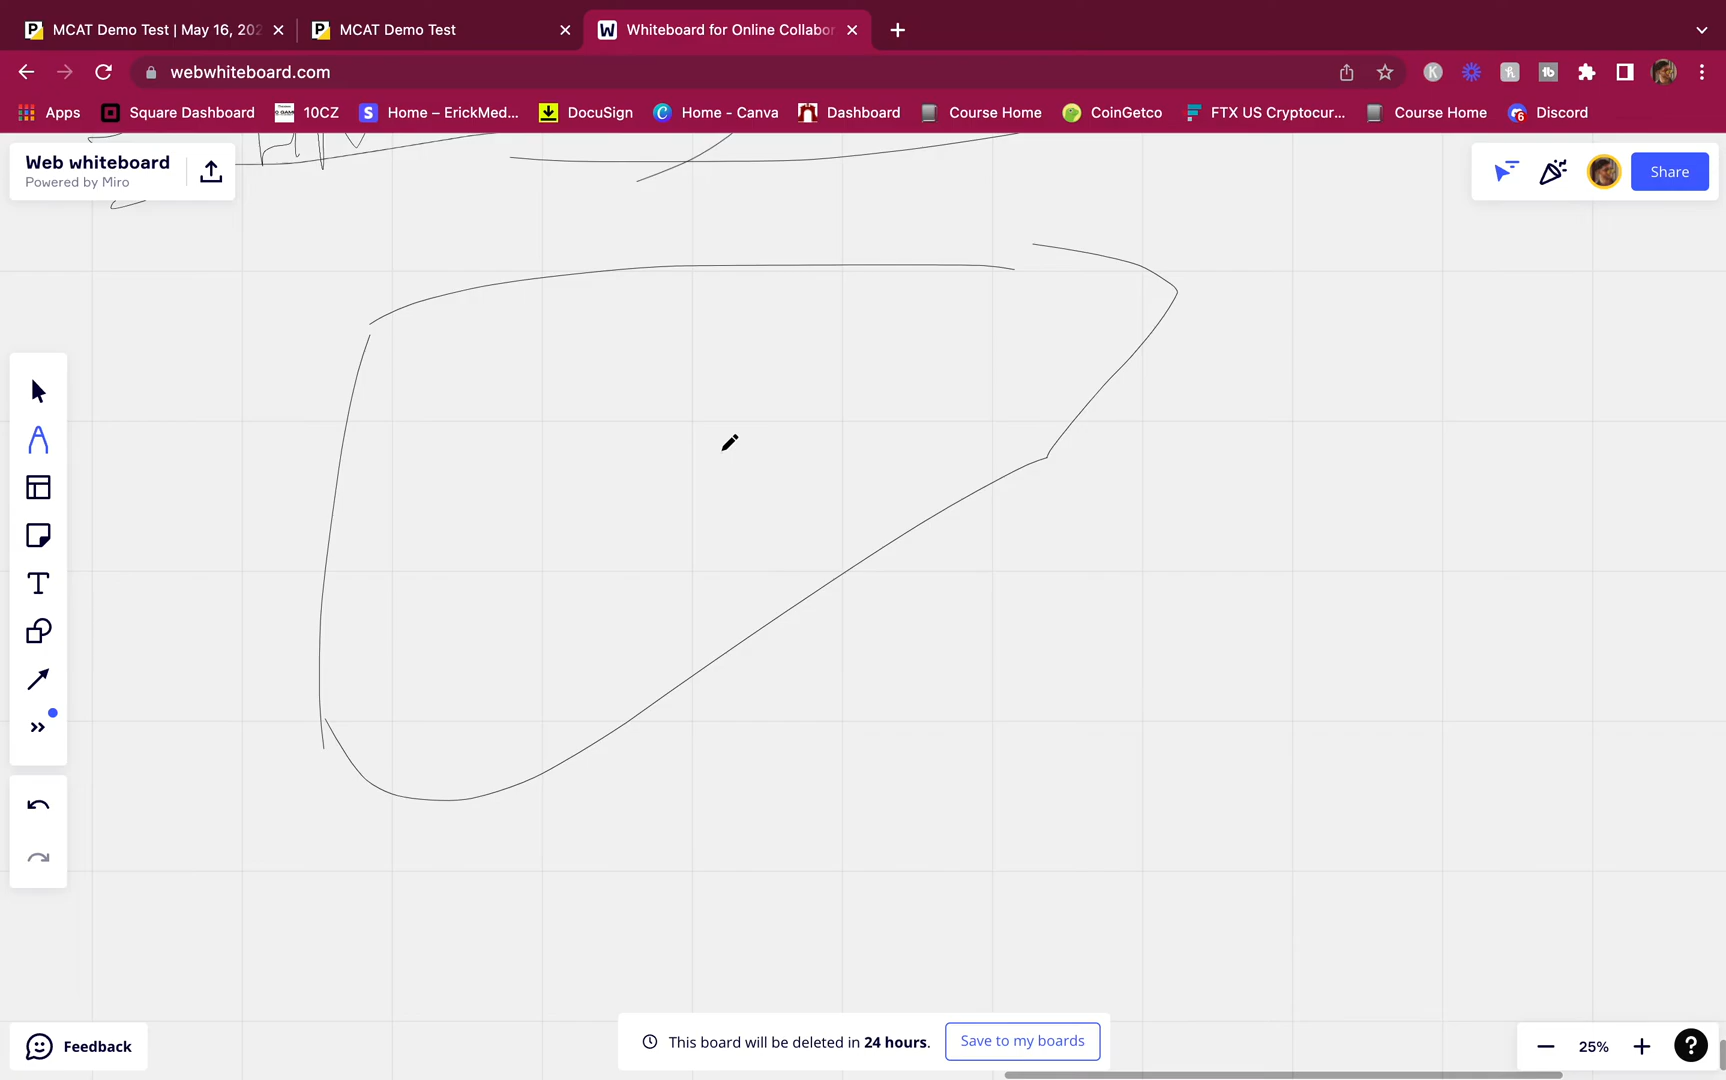 MCAT Demo Test | May 16, 202
MCAT Demo Test
Whiteboard for Online Collabor
webwhiteboard.com
Apps
Square Dashboard
10CZ
Home – ErickMed...
DocuSign
Home - Canva
Dashboard
Course Home
CoinGetco
FTX US Cryptocur...
Course Home
Discord
Web whiteboard
Powered by Miro
Share
Feedback
This board will be deleted in 24 hours.
Save to my boards
25%